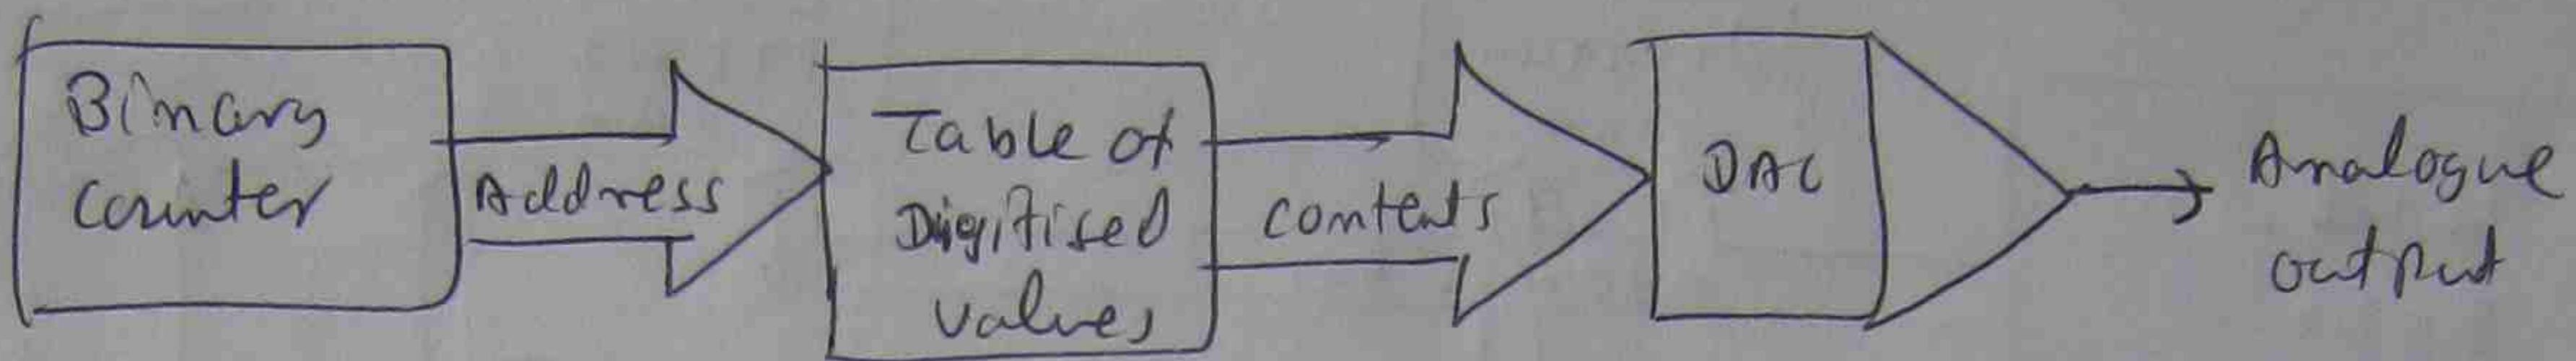 Binary
Counter
Address
Table of
Digitised
values
contents
DAC
Analogue
output